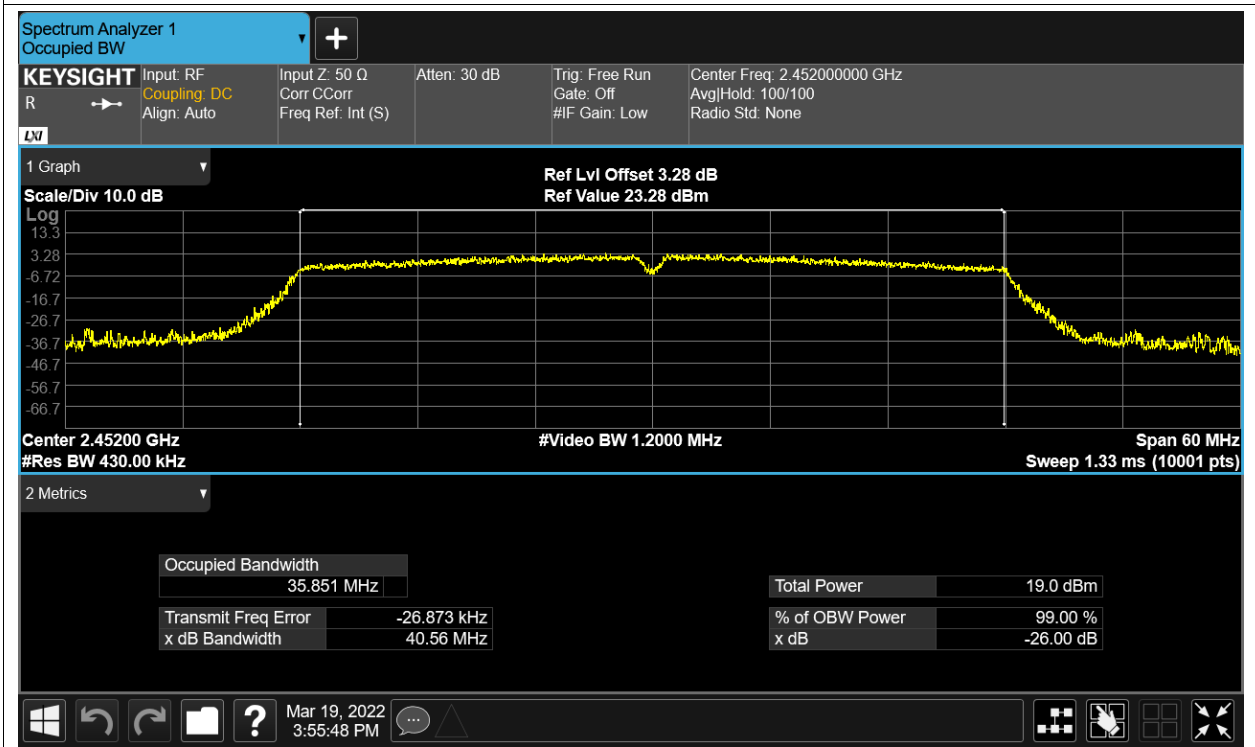 Spectrum Analyzer 1
Occupied BW
KEYSIGHT
R
LXI
Input: RF
Coupling: DC
Align: Auto
Input Z: 50 Ω
Corr CCorr
Freq Ref: Int (S)
Atten: 30 dB
Trig: Free Run
Gate: Off
#IF Gain: Low
Center Freq: 2.452000000 GHz
Avg|Hold: 100/100
Radio Std: None
1 Graph
Ref Lvl Offset 3.28 dB
Scale/Div 10.0 dB
Ref Value 23.28 dBm
Log
13.3
3.28
-6.72
-16.7
-26.7
-36.7
-46.7
-56.7
-66.7
Center 2.45200 GHz
#Video BW 1.2000 MHz
Span 60 MHz
#Res BW 430.00 kHz
Sweep 1.33 ms (10001 pts)
2 Metrics
Occupied Bandwidth
35.851 MHz
Total Power 19.0 dBm
Transmit Freq Error -26.873 kHz
% of OBW Power 99.00 %
x dB Bandwidth 40.56 MHz
x dB -26.00 dB
?
Mar 19, 2022
3:55:48 PM